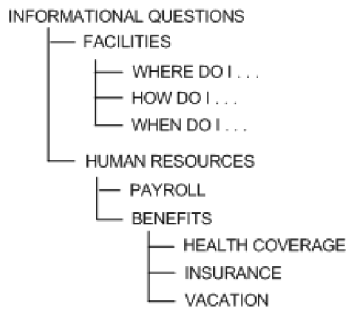 INFORMATIONAL QUESTIONS
FACILITIES
WHERE DO I . . .
HOW DO I . . .
WHEN DO I . . .
HUMAN RESOURCES
PAYROLL
BENEFITS
HEALTH COVERAGE
INSURANCE
VACATION